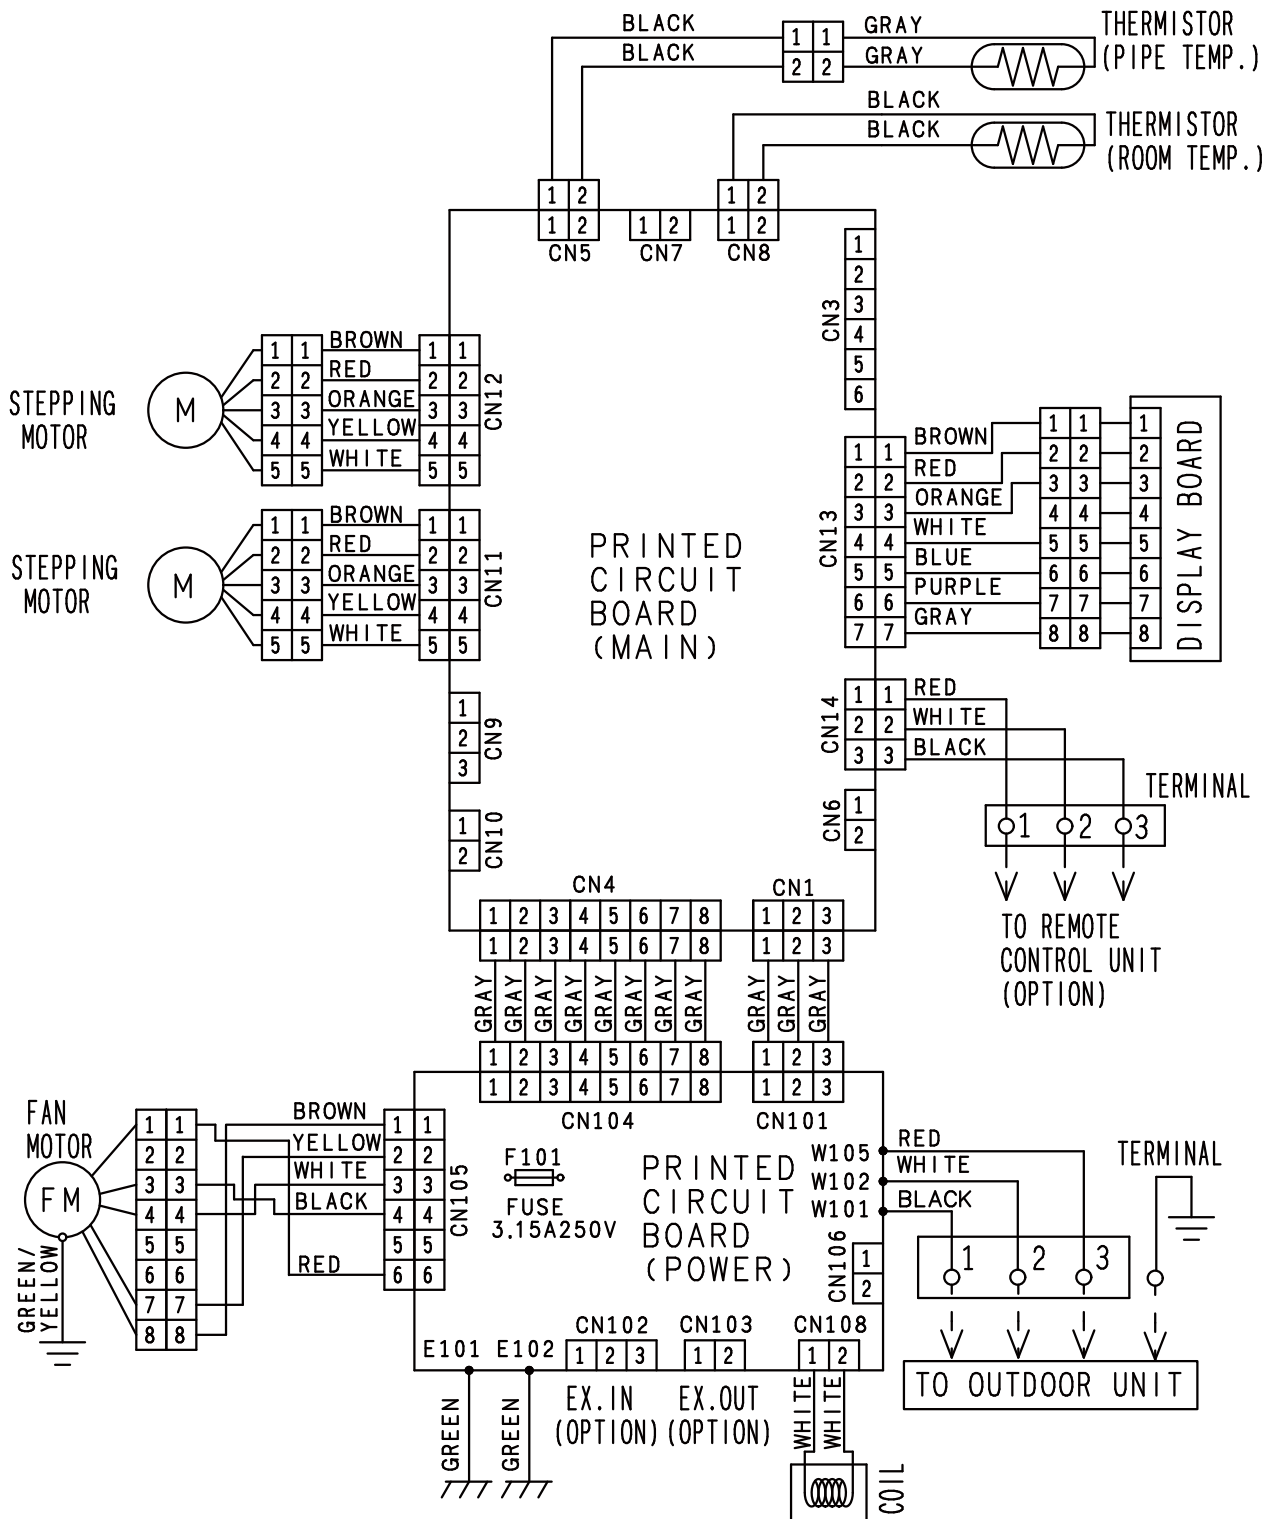 BLACK
GRAY
THERMISTOR
(PIPE TEMP.)
1 1
BLACK
GRAY
2 2
BLACK
THERMISTOR
(ROOM TEMP.)
BLACK
1 2
1 2
CN5
1 2
CN7
1 2
1 2
CN8
1
2
3
4
5
6
CN3
STEPPING
MOTOR
M
1 1 BROWN 1 1
2 2 RED 2 2
3 3 ORANGE 3 3
4 4 YELLOW 4 4
5 5 WHITE 5 5
CN12
STEPPING
MOTOR
M
1 1 BROWN 1 1
2 2 RED 2 2
3 3 ORANGE 3 3
4 4 YELLOW 4 4
5 5 WHITE 5 5
CN11
PRINTED
CIRCUIT
BOARD
(MAIN)
CN13
1 1 BROWN
2 2 RED
3 3 ORANGE
4 4 WHITE
5 5 BLUE
6 6 PURPLE
7 7 GRAY
1 1 1
2 2 2
3 3 3
4 4 4
5 5 5
6 6 6
7 7 7
8 8 8
DISPLAY BOARD
1
2
3
CN9
1
2
CN10
CN14
1 1 RED
2 2 WHITE
3 3 BLACK
CN6
1
2
TERMINAL
1 2 3
TO REMOTE
CONTROL UNIT
(OPTION)
CN4
1 2 3 4 5 6 7 8
1 2 3 4 5 6 7 8
GRAY GRAY GRAY GRAY GRAY GRAY GRAY GRAY
1 2 3 4 5 6 7 8
1 2 3 4 5 6 7 8
CN104
CN1
1 2 3
1 2 3
GRAY GRAY GRAY
1 2 3
1 2 3
CN101
FAN
MOTOR
FM
GREEN/
YELLOW
1 1
2 2
3 3
4 4
5 5
6 6
7 7
8 8
BROWN 1 1
YELLOW 2 2
WHITE 3 3
BLACK 4 4
5 5
RED 6 6
CN105
F101
FUSE
3.15A250V
PRINTED
CIRCUIT
BOARD
(POWER)
W105 RED
W102 WHITE
W101 BLACK
CN106
1
2
TERMINAL
1 2 3
TO OUTDOOR UNIT
E101 E102
GREEN GREEN
CN102
1 2 3
EX.IN
(OPTION)
CN103
1 2
EX.OUT
(OPTION)
CN108
1 2
WHITE WHITE
COIL